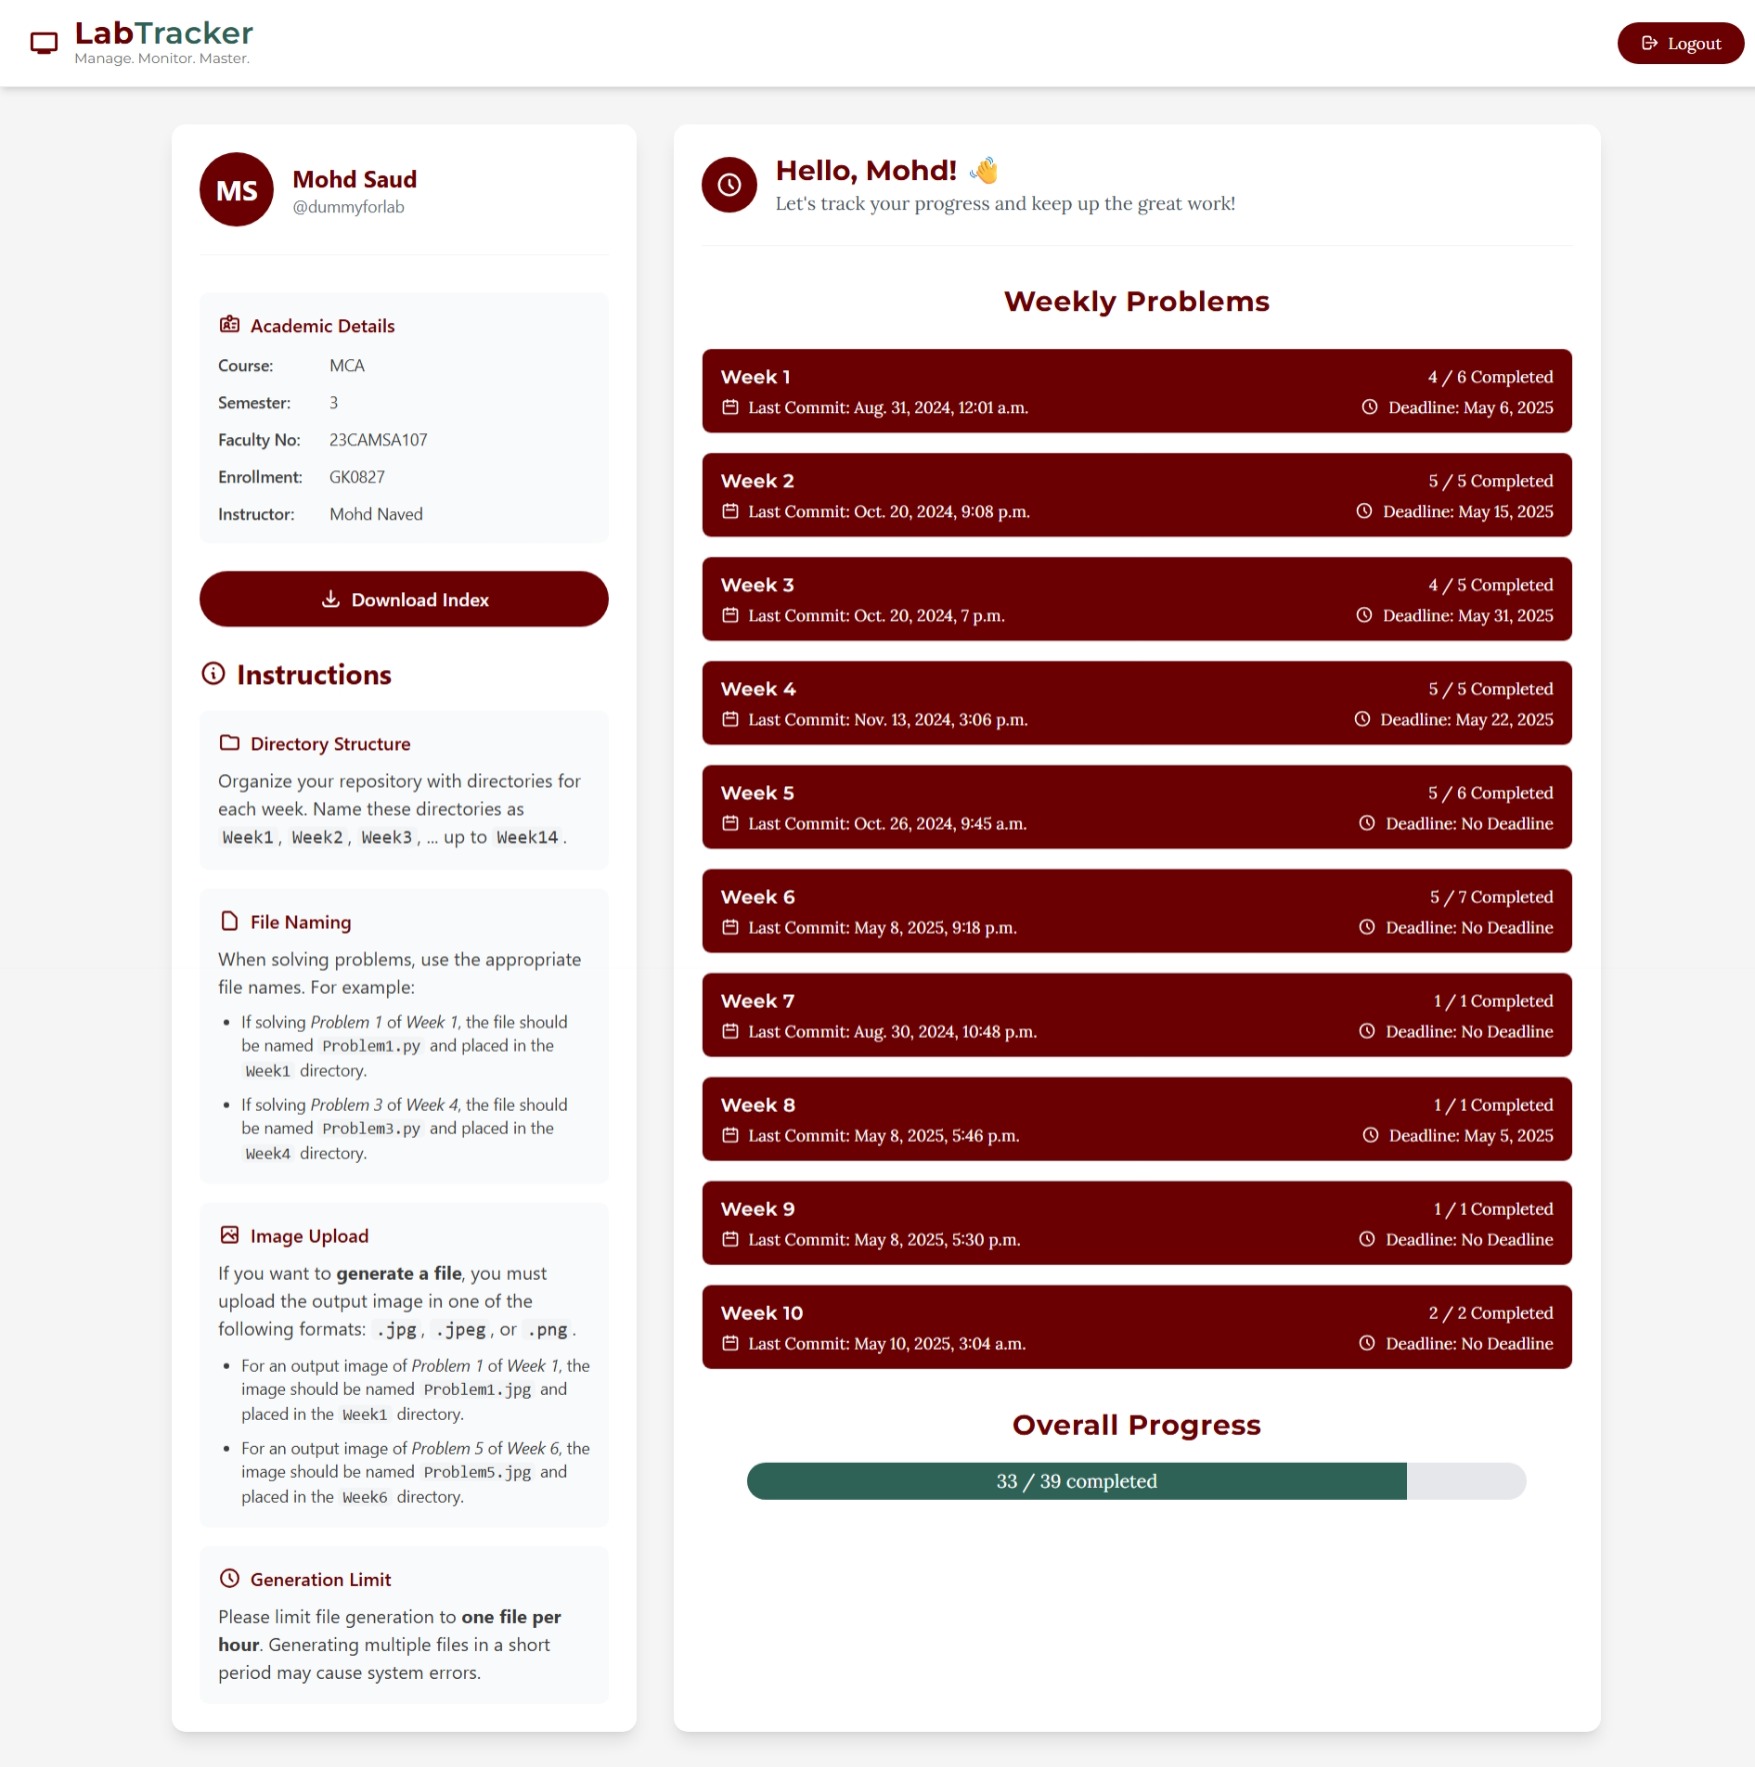 LabTracker
Manage. Monitor. Master.
Logout
MS
Mohd Saud
@dummyforlab
Academic Details
Course: MCA
Semester: 3
Faculty No: 23CAMSA107
Enrollment: GK0827
Instructor: Mohd Naved
Download Index
Instructions
Directory Structure
Organize your repository with directories for
each week. Name these directories as
Week1, Week2, Week3, ... up to Week14.
File Naming
When solving problems, use the appropriate
file names. For example:
• If solving Problem 1 of Week 1, the file should
be named Problem1.py and placed in the
Week1 directory.
• If solving Problem 3 of Week 4, the file should
be named Problem3.py and placed in the
Week4 directory.
Image Upload
If you want to generate a file, you must
upload the output image in one of the
following formats: .jpg, .jpeg, or .png.
• For an output image of Problem 1 of Week 1, the
image should be named Problem1.jpg and
placed in the Week1 directory.
• For an output image of Problem 5 of Week 6, the
image should be named Problem5.jpg and
placed in the Week6 directory.
Generation Limit
Please limit file generation to one file per
hour. Generating multiple files in a short
period may cause system errors.
Hello, Mohd! 👋
Let's track your progress and keep up the great work!
Weekly Problems
Week 1 4 / 6 Completed
Last Commit: Aug. 31, 2024, 12:01 a.m. Deadline: May 6, 2025
Week 2 5 / 5 Completed
Last Commit: Oct. 20, 2024, 9:08 p.m. Deadline: May 15, 2025
Week 3 4 / 5 Completed
Last Commit: Oct. 20, 2024, 7 p.m. Deadline: May 31, 2025
Week 4 5 / 5 Completed
Last Commit: Nov. 13, 2024, 3:06 p.m. Deadline: May 22, 2025
Week 5 5 / 6 Completed
Last Commit: Oct. 26, 2024, 9:45 a.m. Deadline: No Deadline
Week 6 5 / 7 Completed
Last Commit: May 8, 2025, 9:18 p.m. Deadline: No Deadline
Week 7 1 / 1 Completed
Last Commit: Aug. 30, 2024, 10:48 p.m. Deadline: No Deadline
Week 8 1 / 1 Completed
Last Commit: May 8, 2025, 5:46 p.m. Deadline: May 5, 2025
Week 9 1 / 1 Completed
Last Commit: May 8, 2025, 5:30 p.m. Deadline: No Deadline
Week 10 2 / 2 Completed
Last Commit: May 10, 2025, 3:04 a.m. Deadline: No Deadline
Overall Progress
33 / 39 completed